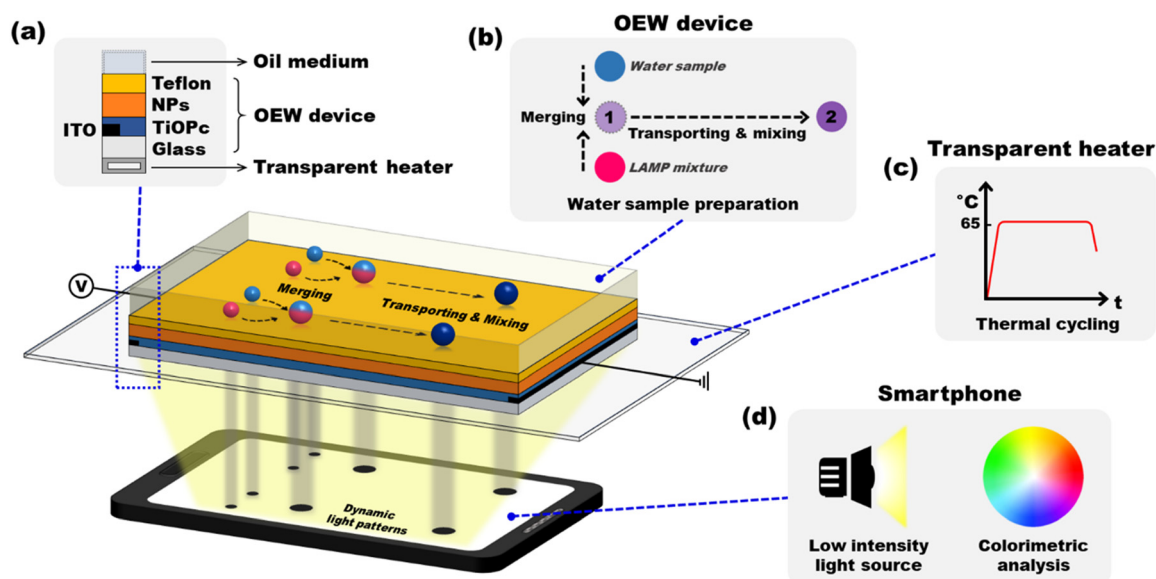 (a)
Oil medium
Teflon
NPs
ITO
TiOPc
Glass
OEW device
Transparent heater
(b)
OEW device
Water sample
Merging
1
2
Transporting & mixing
LAMP mixture
Water sample preparation
(c)
Transparent heater
°C
65
t
Thermal cycling
V
Merging
Transporting & Mixing
Dynamic
light patterns
(d)
Smartphone
Low intensity
light source
Colorimetric
analysis